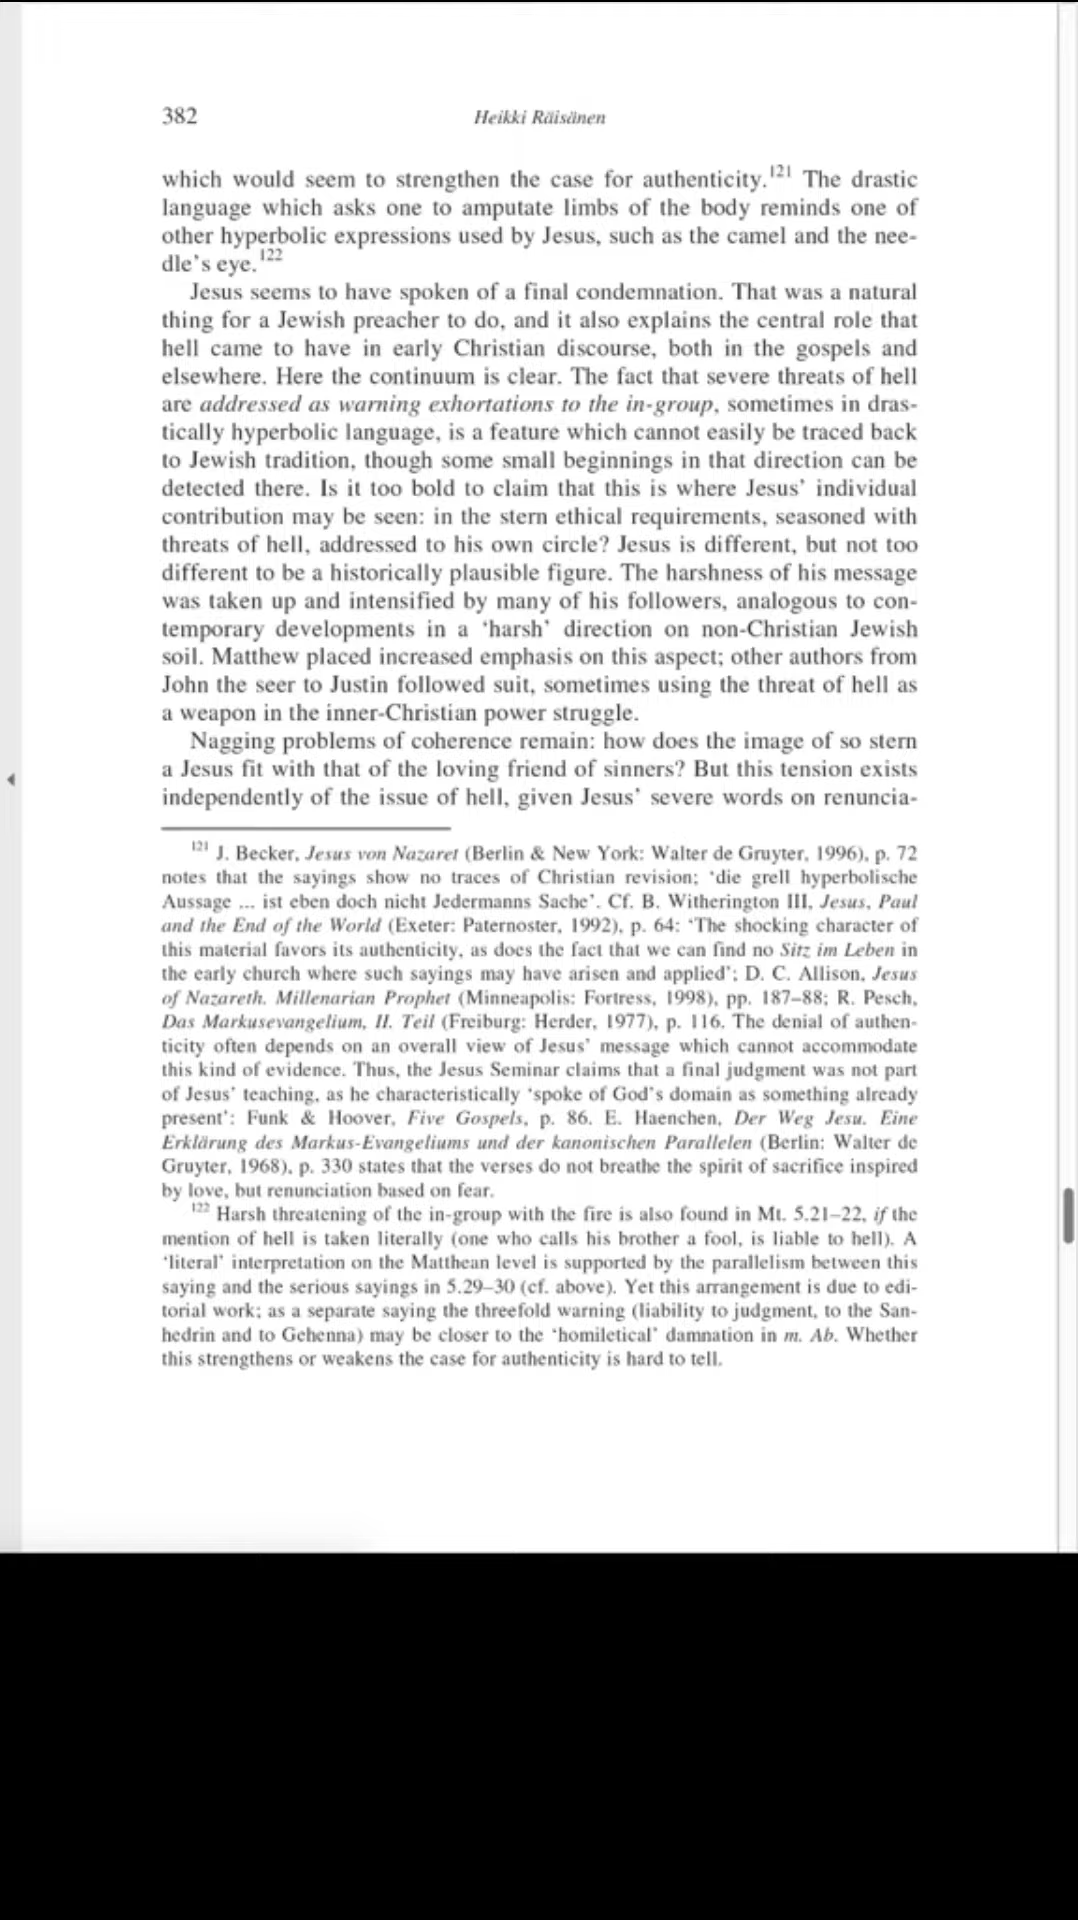 382
Heikki Räisänen
which would seem to strengthen the case for authenticity.121 The drastic
language which asks one to amputate limbs of the body reminds one of
other hyperbolic expressions used by Jesus, such as the camel and the nee-
dle's eye.122
Jesus seems to have spoken of a final condemnation. That was a natural
thing for a Jewish preacher to do, and it also explains the central role that
hell came to have in early Christian discourse, both in the gospels and
elsewhere. Here the continuum is clear. The fact that severe threats of hell
are addressed as warning exhortations to the in-group, sometimes in dras-
tically hyperbolic language, is a feature which cannot easily be traced back
to Jewish tradition, though some small beginnings in that direction can be
detected there. Is it too bold to claim that this is where Jesus' individual
contribution may be seen: in the stern ethical requirements, seasoned with
threats of hell, addressed to his own circle? Jesus is different, but not too
different to be a historically plausible figure. The harshness of his message
was taken up and intensified by many of his followers, analogous to con-
temporary developments in a 'harsh' direction on non-Christian Jewish
soil. Matthew placed increased emphasis on this aspect; other authors from
John the seer to Justin followed suit, sometimes using the threat of hell as
a weapon in the inner-Christian power struggle.
Nagging problems of coherence remain: how does the image of so stern
a Jesus fit with that of the loving friend of sinners? But this tension exists
independently of the issue of hell, given Jesus' severe words on renuncia-
121 J. Becker, Jesus von Nazaret (Berlin & New York: Walter de Gruyter, 1996), p. 72
notes that the sayings show no traces of Christian revision; 'die grell hyperbolische
Aussage ... ist eben doch nicht Jedermanns Sache'. Cf. B. Witherington III, Jesus, Paul
and the End of the World (Exeter: Paternoster, 1992), p. 64: 'The shocking character of
this material favors its authenticity, as does the fact that we can find no Sitz im Leben in
the early church where such sayings may have arisen and applied'; D. C. Allison, Jesus
of Nazareth. Millenarian Prophet (Minneapolis: Fortress, 1998), pp. 187–88; R. Pesch,
Das Markusevangelium, II. Teil (Freiburg: Herder, 1977), p. 116. The denial of authen-
ticity often depends on an overall view of Jesus' message which cannot accommodate
this kind of evidence. Thus, the Jesus Seminar claims that a final judgment was not part
of Jesus' teaching, as he characteristically 'spoke of God's domain as something already
present': Funk & Hoover, Five Gospels, p. 86. E. Haenchen, Der Weg Jesu. Eine
Erklärung des Markus-Evangeliums und der kanonischen Parallelen (Berlin: Walter de
Gruyter, 1968), p. 330 states that the verses do not breathe the spirit of sacrifice inspired
by love, but renunciation based on fear.
122 Harsh threatening of the in-group with the fire is also found in Mt. 5.21–22, if the
mention of hell is taken literally (one who calls his brother a fool, is liable to hell). A
'literal' interpretation on the Matthean level is supported by the parallelism between this
saying and the serious sayings in 5.29–30 (cf. above). Yet this arrangement is due to edi-
torial work; as a separate saying the threefold warning (liability to judgment, to the San-
hedrin and to Gehenna) may be closer to the 'homiletical' damnation in m. Ab. Whether
this strengthens or weakens the case for authenticity is hard to tell.